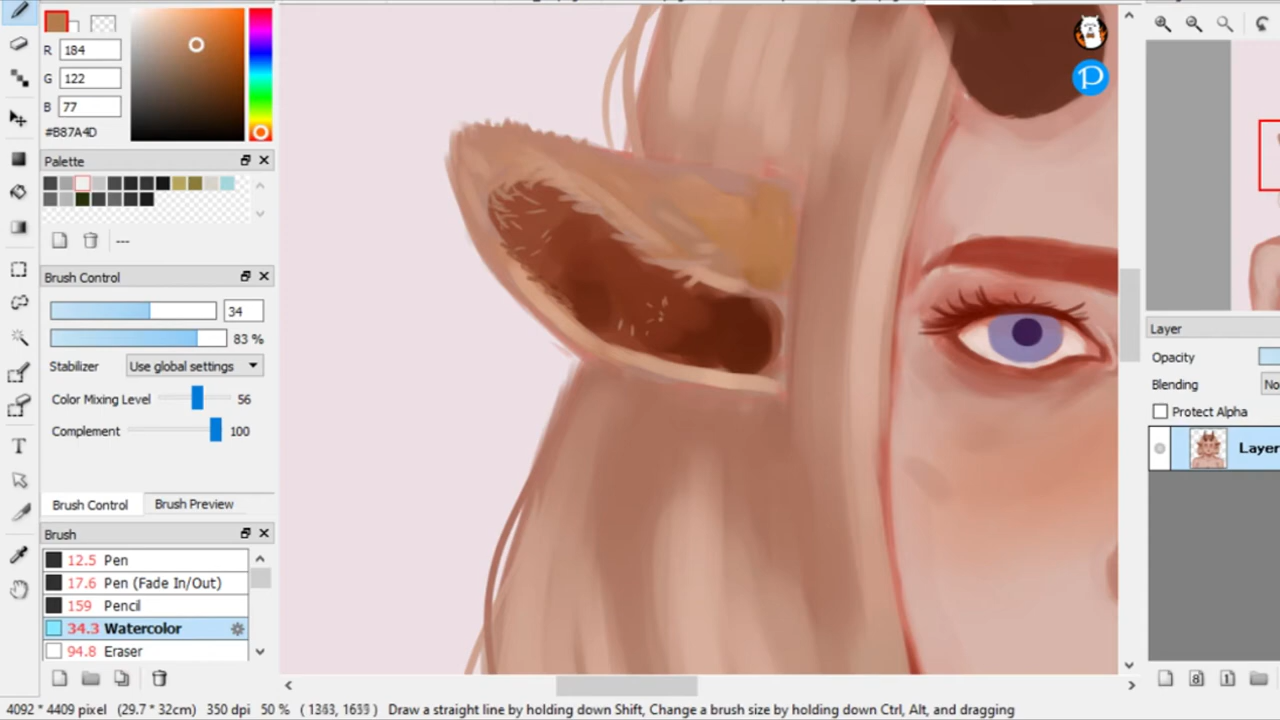 R 184
G 122
B 77
#B87A4D
Palette
---
Brush Control
34
83 %
Stabilizer Use global settings
Color Mixing Level 56
Complement 100
Brush Control Brush Preview
Brush
12.5 Pen
17.6 Pen (Fade In/Out)
159 Pencil
34.3 Watercolor
94.8 Eraser
T
P
Layer
Opacity
Blending No
Protect Alpha
Layer
8 1
4092 * 4409 pixel (29.7 * 32cm) 350 dpi 50 % Draw a straight line by holding down Shift, Change a brush size by holding down Ctrl, Alt, and dragging